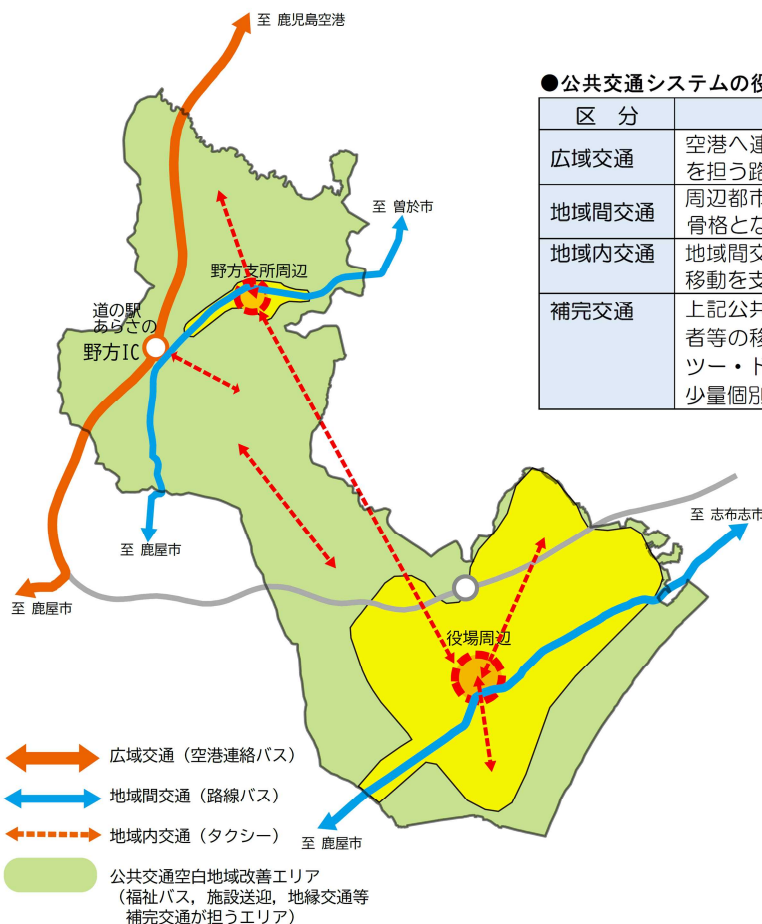 至 鹿児島空港
●公共交通システムの役
区 分
広域交通
空港へ連
を担う路
地域間交通
周辺都市
骨格とな
地域内交通
地域間交
移動を支
補完交通
上記公共
者等の移
ツー・ド
少量個別
至 曽於市
野方支所周辺
道の駅
あらさの
野方IC
至 鹿屋市
至 鹿屋市
至 志布志市
役場周辺
至 鹿屋市
広域交通（空港連絡バス）
地域間交通（路線バス）
地域内交通（タクシー）
公共交通空白地域改善エリア
（福祉バス，施設送迎，地縁交通等
補完交通が担うエリア）